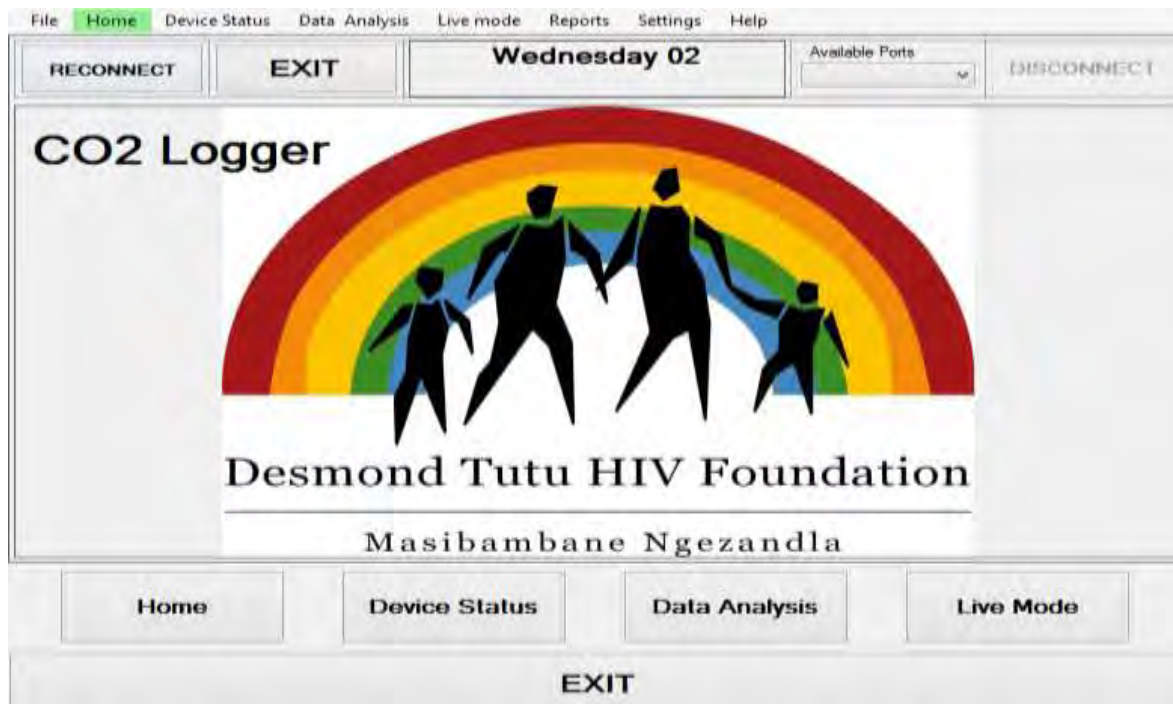 File Home Device Status Data Analysis Live mode Reports Settings Help
RECONNECT EXIT Wednesday 02 Available Ports DISCONNECT
CO2 Logger
Desmond Tutu HIV Foundation
Masibambane Ngezandla
Home Device Status Data Analysis Live Mode
EXIT